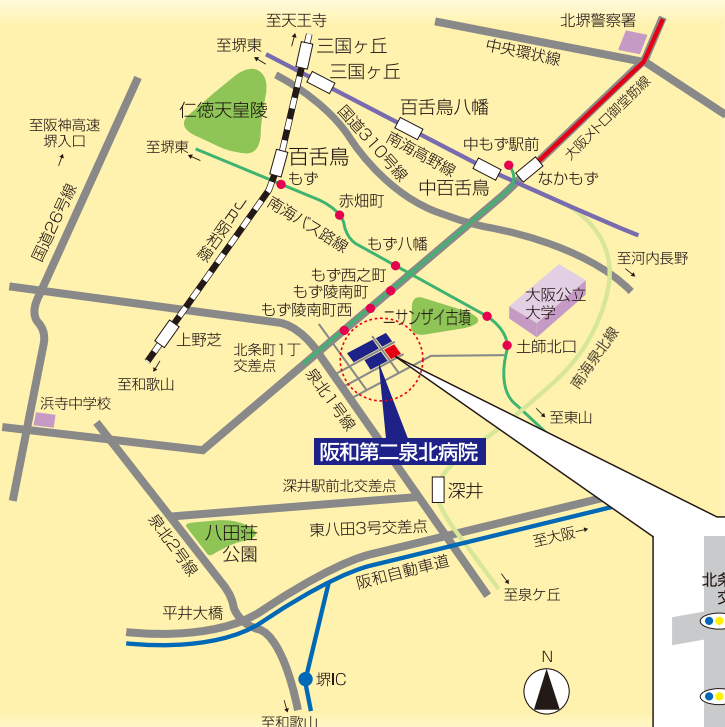 至天王寺
北堺警察署
至堺東
三国ヶ丘
中央環状線
三国ヶ丘
仁徳天皇陵
国道310号線
百舌鳥八幡
大阪メトロ御堂筋線
至阪神高速
堺入口
至堺東
百舌鳥
南海高野線
中もず駅前
なかもず
もず
中百舌鳥
国道26号線
JR阪和線
南海バス路線
赤畑町
もず八幡
至河内長野
もず西之町
もず陵南町
もず陵南町西
大阪公立
大学
ニサンザイ古墳
上野芝
北条町1丁
交差点
土師北口
南海泉北線
至和歌山
泉北1号線
浜寺中学校
至東山
阪和第二泉北病院
深井駅前北交差点
深井
泉北2号線
八田荘
公園
東八田3号交差点
至大阪→
阪和自動車道
至泉ケ丘
北条
交
平井大橋
N
堺IC
至和歌山